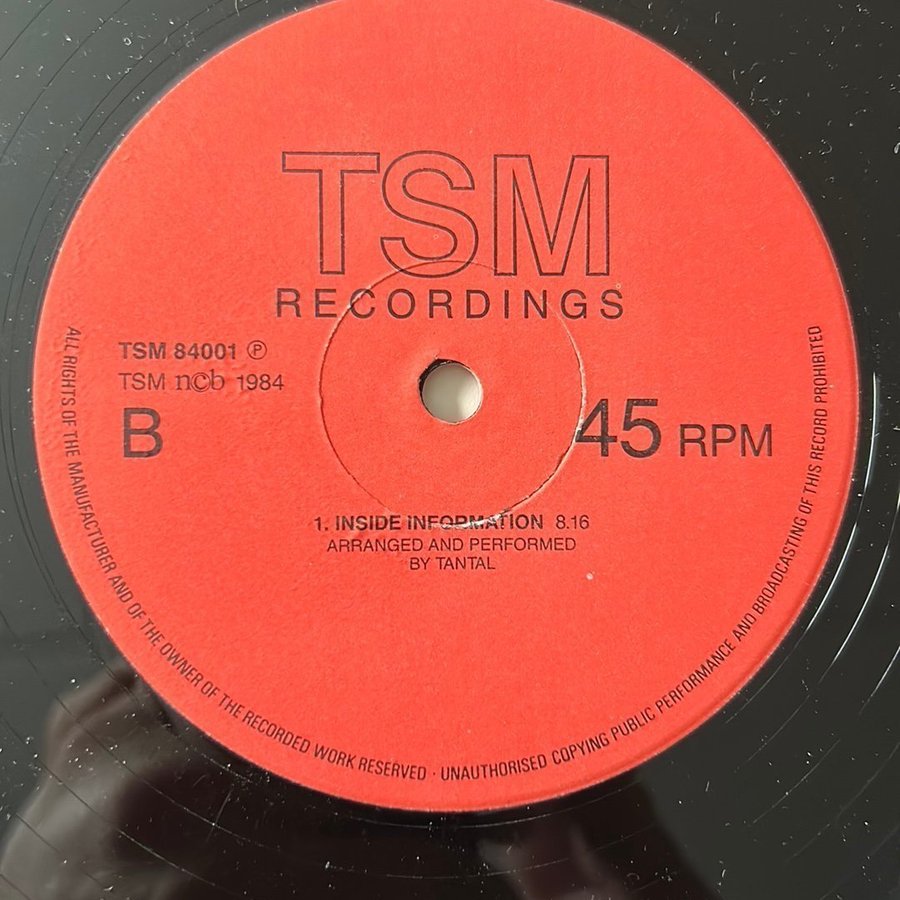 TSM
RECORDINGS
TSM 84001 ℗
TSM n©b 1984
B
45 RPM
1. INSIDE INFORMATION 8.16
ARRANGED AND PERFORMED
BY TANTAL
ALL RIGHTS OF THE MANUFACTURER AND OF THE OWNER OF THE RECORDED WORK RESERVED · UNAUTHORISED COPYING PUBLIC PERFORMANCE AND BROADCASTING OF THIS RECORD PROHIBITED